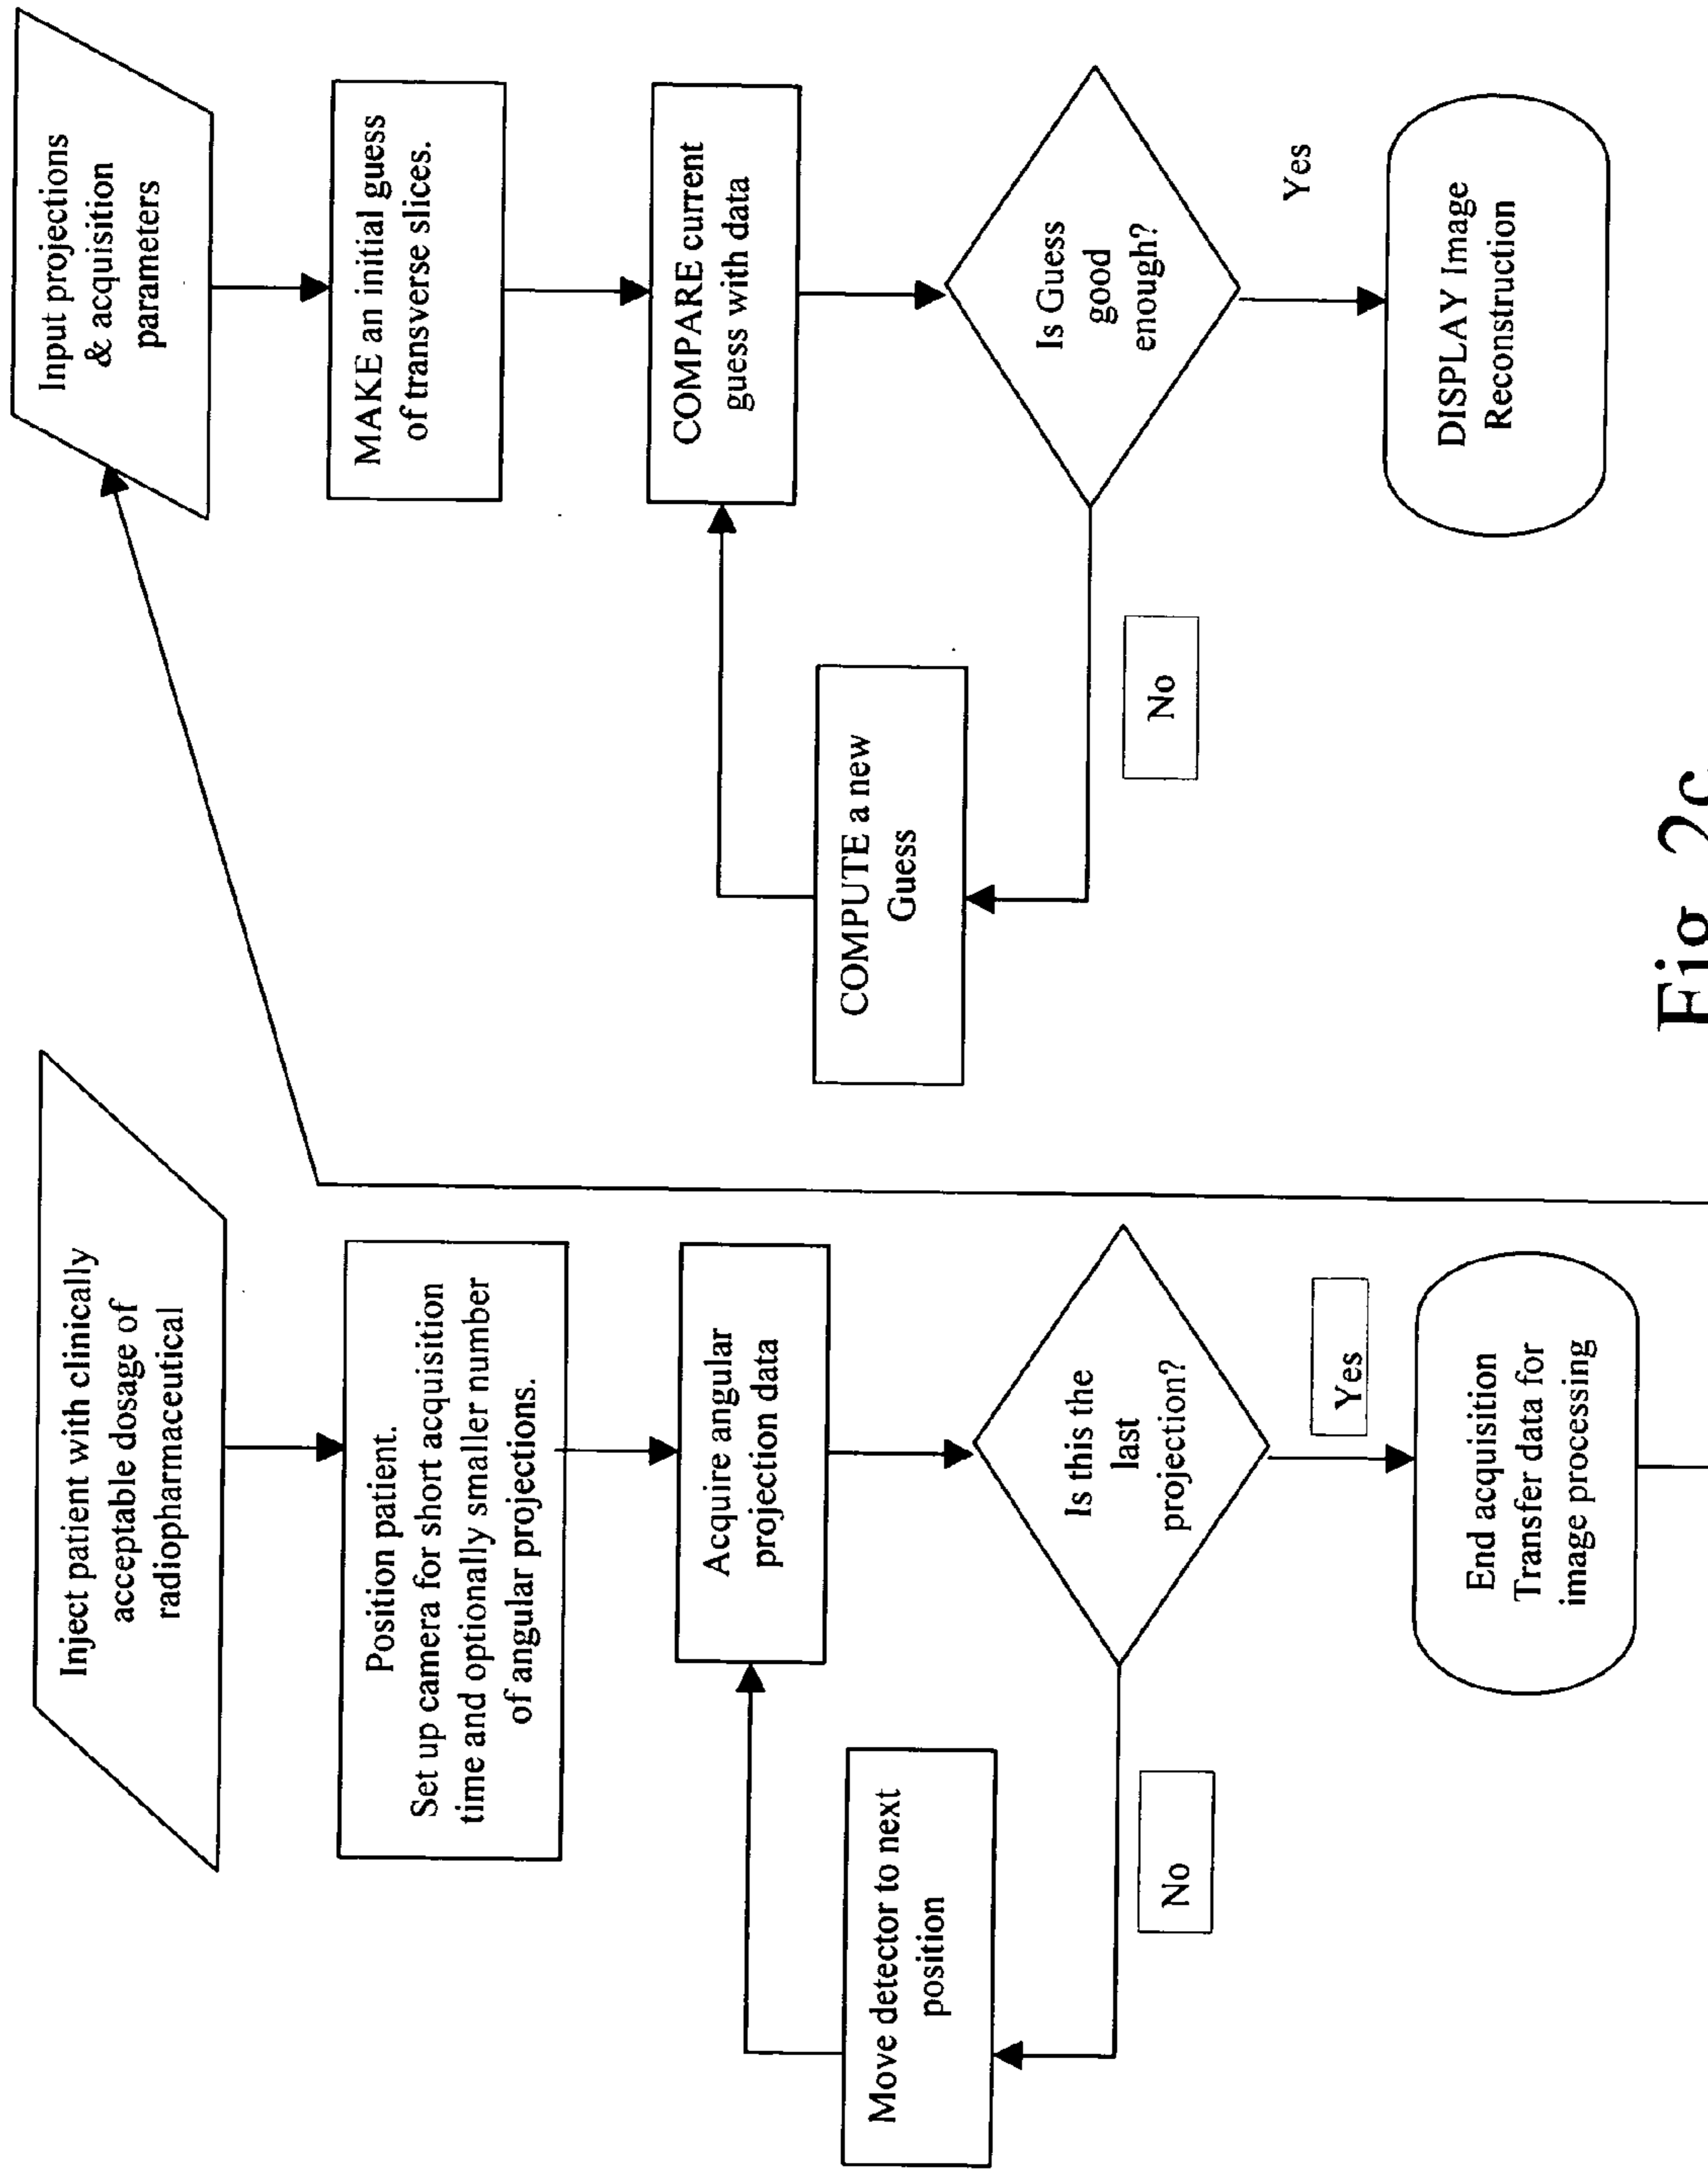 Inject patient with clinically
acceptable dosage of
radiopharmaceutical
Position patient.
Set up camera for short acquisition
time and optionally smaller number
of angular projections.
Acquire angular
projection data
Is this the
last
projection?
No
Move detector to next
position
Yes
End acquisition
Transfer data for
image processing
Input projections
& acquisition
parameters
MAKE an initial guess
of transverse slices.
COMPARE current
guess with data
Is Guess
good
enough?
No
COMPUTE a new
Guess
Yes
DISPLAY Image
Reconstruction
Fig. 2c